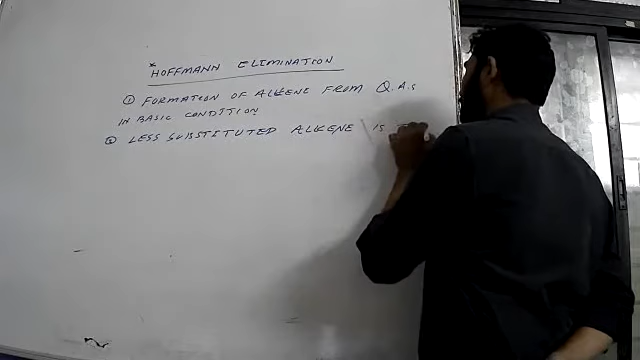 * HOFFMANN ELIMINATION
① FORMATION OF ALKENE FROM Q.A.S
IN BASIC CONDITION
② LESS SUBSTITUTED ALKENE IS